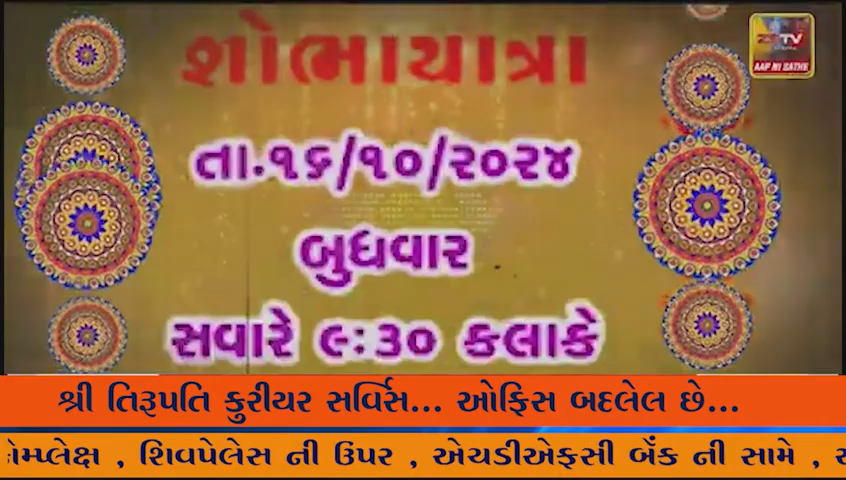 શોભાયાત્રા
તા.૧૬/૧૦/૨૦૨૪
બુધવાર
સવારે ૯:૩૦ કલાકે
AAP NI SATHE
શ્રી તિરૂપતિ કુરીયર સર્વિસ... ઓફિસ બદલેલ છે...
, શિવપેલેસ ની ઉપર , એચડીએફસી બેંક ની સામે ,